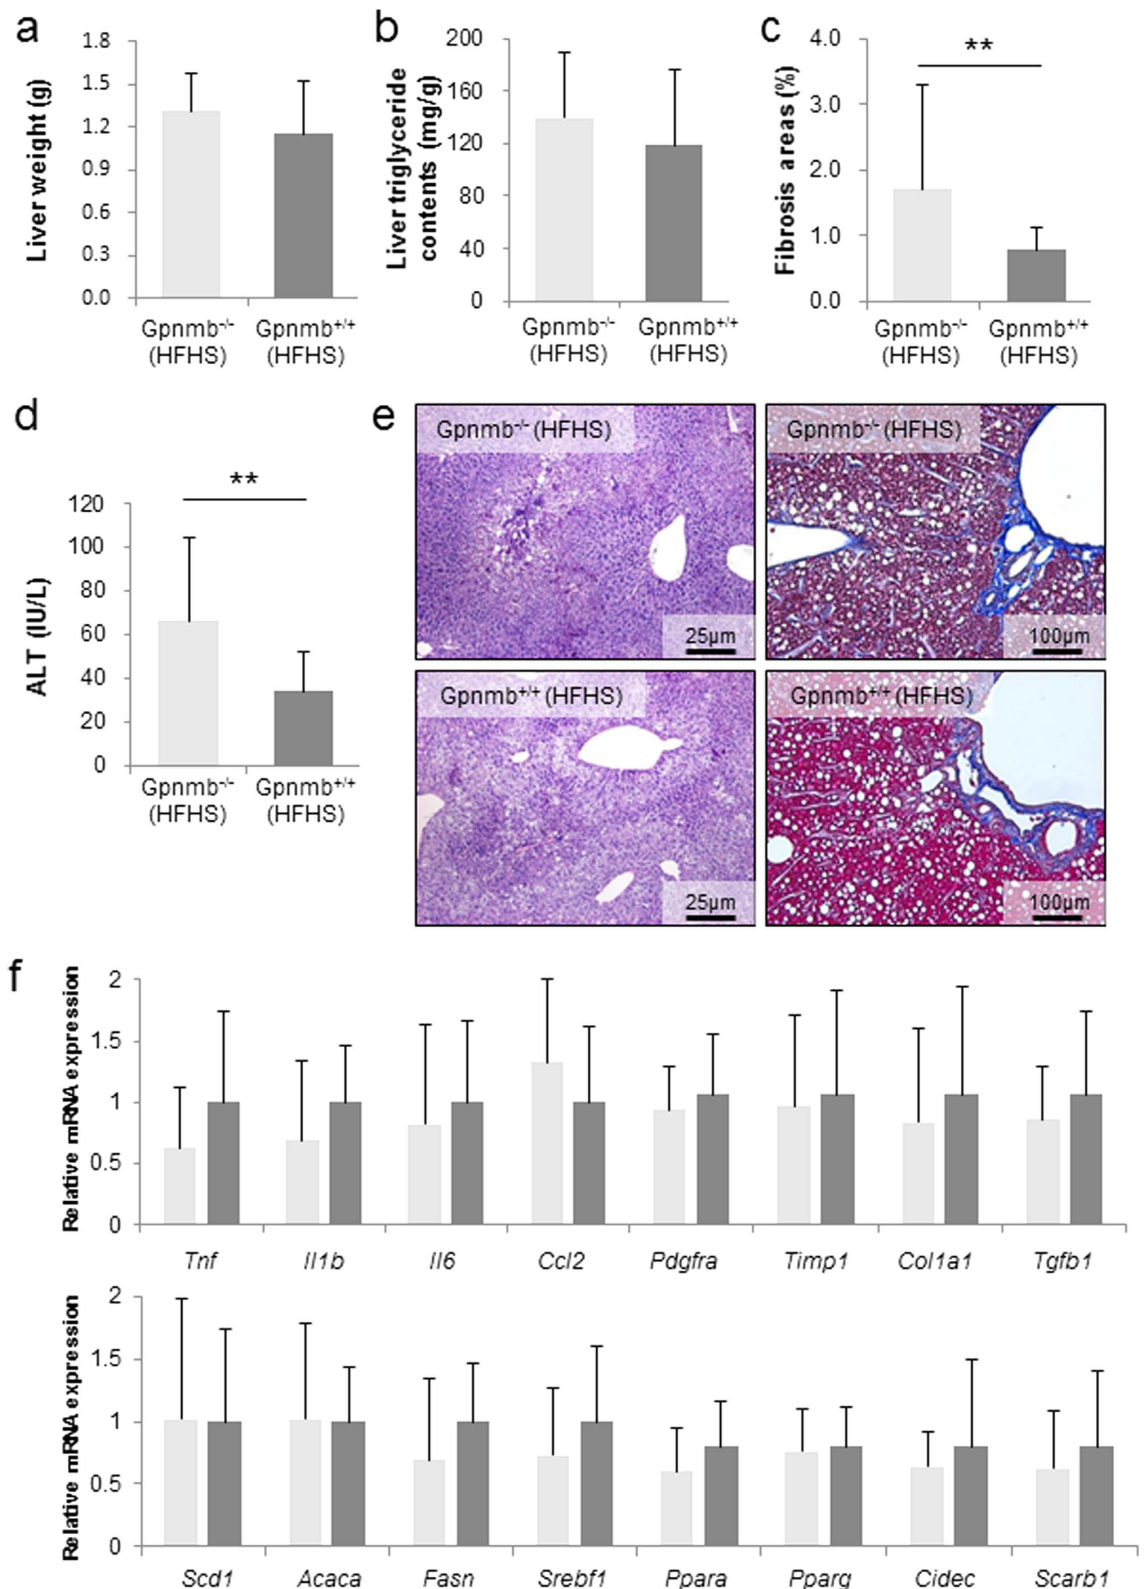 a
1.8
1.5
1.2
0.9
0.6
0.3
0.0
Liver weight (g)
Gpnmb-/-
(HFHS)
Gpnmb+/+
(HFHS)
b
200
160
120
80
40
0
Liver triglyceride
contents (mg/g)
Gpnmb-/-
(HFHS)
Gpnmb+/+
(HFHS)
c
4.0
3.0
2.0
1.0
0.0
Fibrosis areas (%)
**
Gpnmb-/-
(HFHS)
Gpnmb+/+
(HFHS)
d
120
100
80
60
40
20
0
ALT (IU/L)
**
Gpnmb-/-
(HFHS)
Gpnmb+/+
(HFHS)
e
Gpnmb-/- (HFHS)
25µm
Gpnmb-/- (HFHS)
100µm
Gpnmb+/+ (HFHS)
25µm
Gpnmb+/+ (HFHS)
100µm
f
Relative mRNA expression
2
1.5
1
0.5
0
Tnf Il1b Il6 Ccl2 Pdgfra Timp1 Col1a1 Tgfb1
Relative mRNA expression
2
1.5
1
0.5
0
Scd1 Acaca Fasn Srebf1 Ppara Pparg Cidec Scarb1